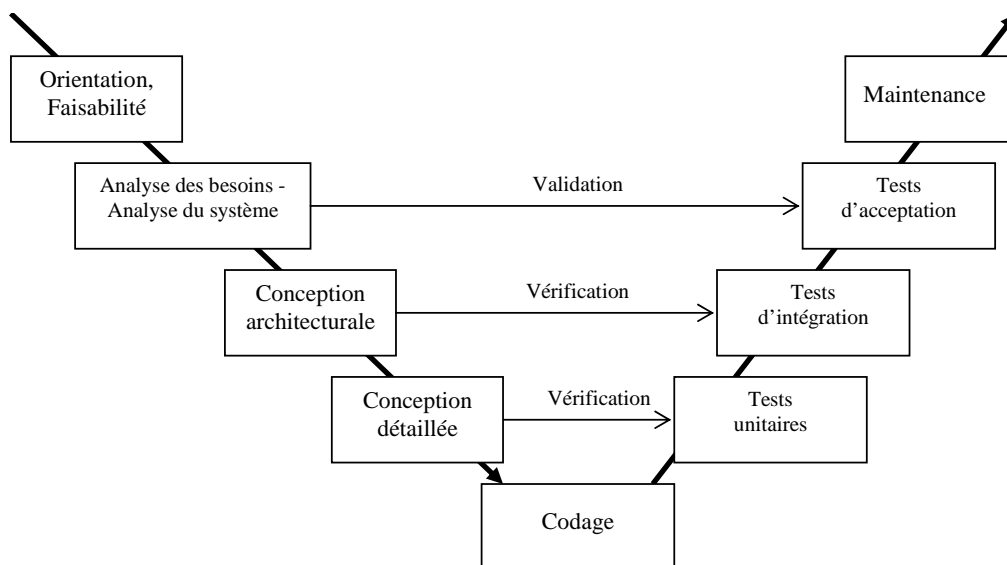 Orientation,
Faisabilité
Maintenance
Analyse des besoins -
Analyse du système
Validation
Tests
d’acceptation
Conception
architecturale
Vérification
Tests
d’intégration
Conception
détaillée
Vérification
Tests
unitaires
Codage